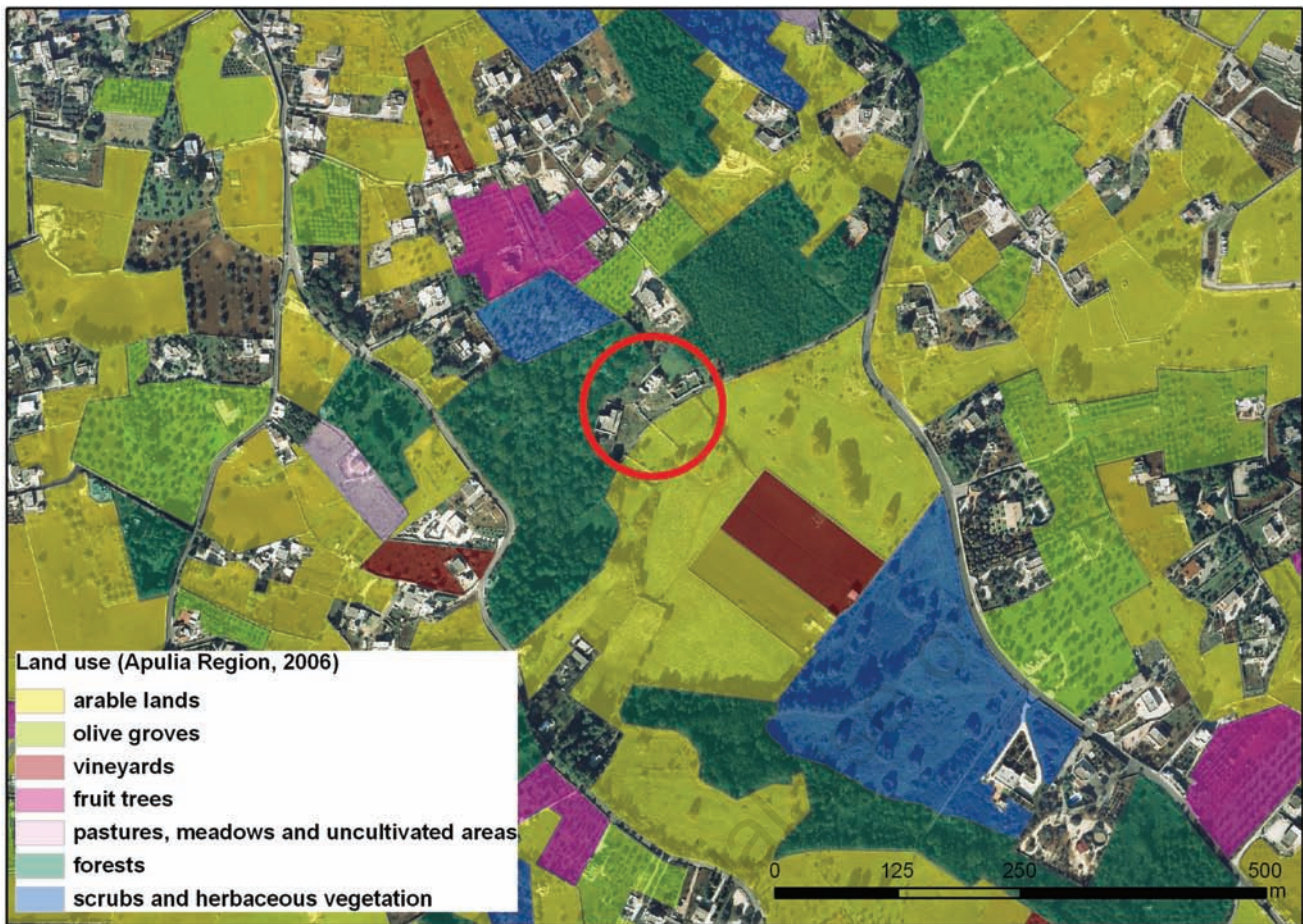 Land use (Apulia Region, 2006)
arable lands
olive groves
vineyards
fruit trees
pastures, meadows and uncultivated areas
forests
scrubs and herbaceous vegetation
0 125 250 500
m